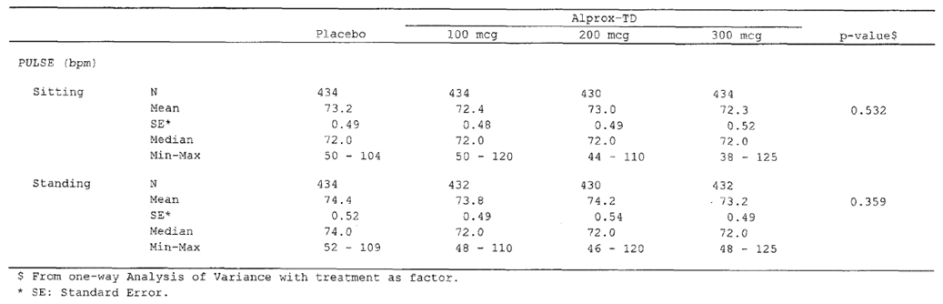 Alprox-TD
Placebo 100 mcg 200 mcg 300 mcg p-value$
PULSE (bpm)
Sitting N 434 434 430 434
Mean 73.2 72.4 73.0 72.3 0.532
SE* 0.49 0.48 0.49 0.52
Median 72.0 72.0 72.0 72.0
Min-Max 50 - 104 50 - 120 44 - 110 38 - 125
Standing N 434 432 430 432
Mean 74.4 73.8 74.2 73.2 0.359
SE* 0.52 0.49 0.54 0.49
Median 74.0 72.0 72.0 72.0
Min-Max 52 - 109 48 - 110 46 - 120 48 - 125
$ From one-way Analysis of Variance with treatment as factor.
* SE: Standard Error.